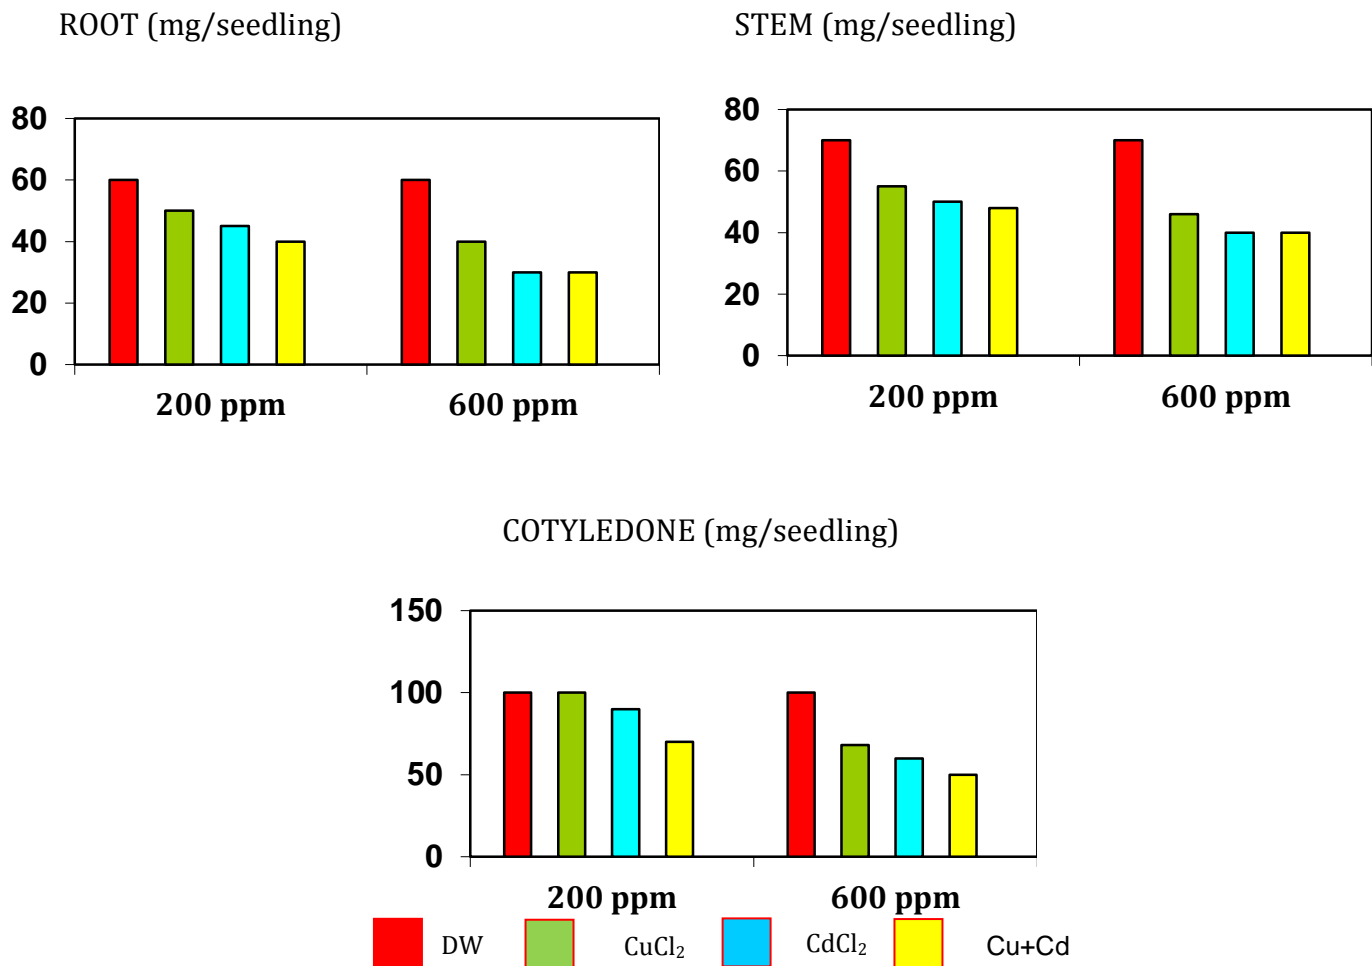 ROOT (mg/seedling)
80
60
40
20
0
200 ppm 600 ppm
STEM (mg/seedling)
80
60
40
20
0
200 ppm 600 ppm
COTYLEDONE (mg/seedling)
150
100
50
0
200 ppm 600 ppm
DW CuCl₂ CdCl₂ Cu+Cd